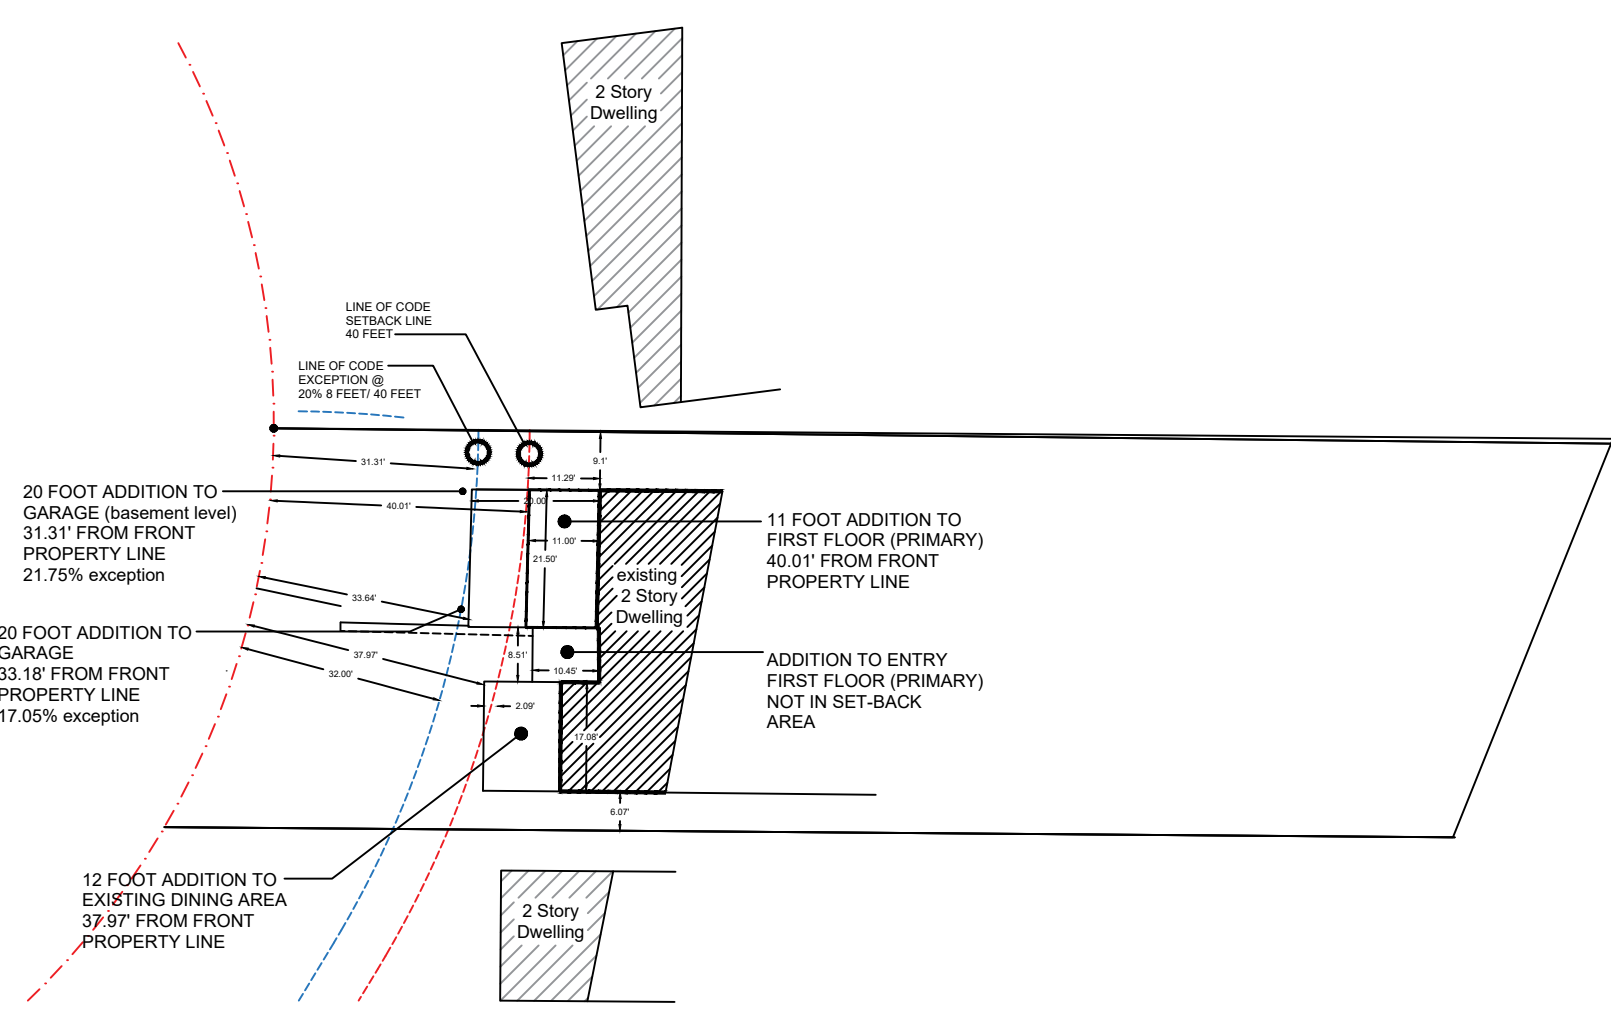 2 Story
Dwelling
LINE OF CODE
SETBACK LINE
40 FEET
LINE OF CODE
EXCEPTION @
20% 8 FEET/ 40 FEET
31.31'
9.1'
11.29'
20.00'
40.01'
20 FOOT ADDITION TO
GARAGE (basement level)
31.31' FROM FRONT
PROPERTY LINE
21.75% exception
11 FOOT ADDITION TO
FIRST FLOOR (PRIMARY)
40.01' FROM FRONT
PROPERTY LINE
11.00'
21.50'
existing
2 Story
Dwelling
33.64'
20 FOOT ADDITION TO
GARAGE
33.18' FROM FRONT
PROPERTY LINE
17.05% exception
37.97'
32.00'
8.51'
10.45'
ADDITION TO ENTRY
FIRST FLOOR (PRIMARY)
NOT IN SET-BACK
AREA
2.09'
17.08'
6.07'
12 FOOT ADDITION TO
EXISTING DINING AREA
37.97' FROM FRONT
PROPERTY LINE
2 Story
Dwelling